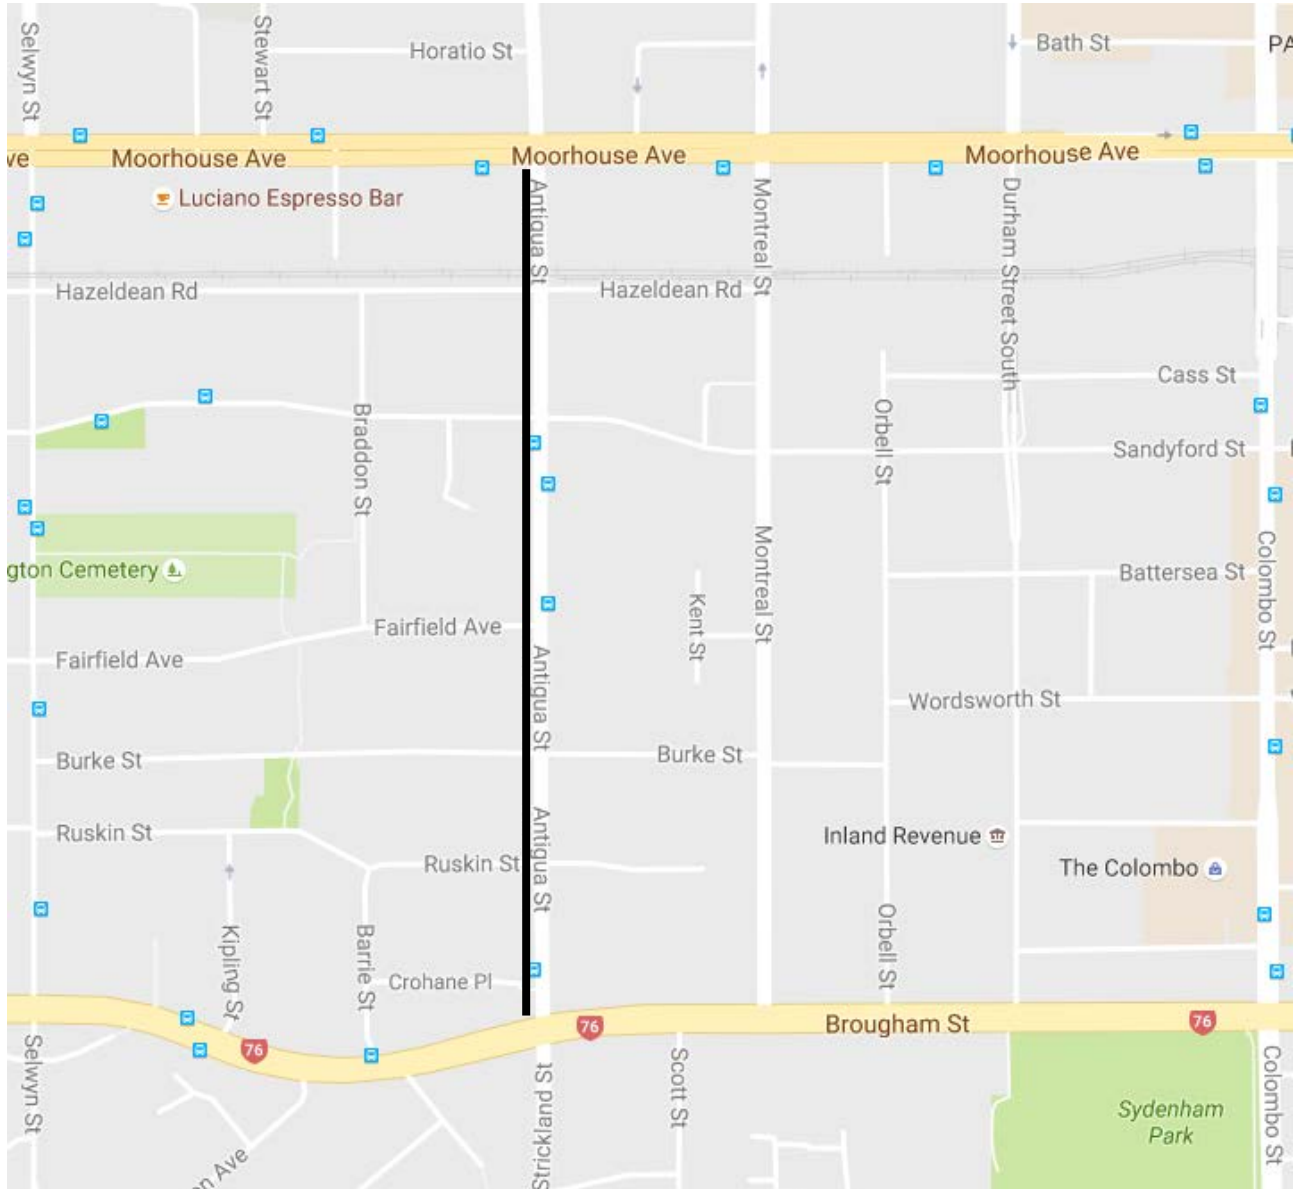 Selwyn St
Stewart St
Horatio St
Bath St
PA
ve
Moorhouse Ave
Moorhouse Ave
Moorhouse Ave
Luciano Espresso Bar
Antigua St
Montreal St
Durham Street South
Hazeldean Rd
Hazeldean Rd
Cass St
Braddon St
Orbell St
Sandyford St
gton Cemetery
Montreal St
Battersea St
Colombo St
Kent St
Fairfield Ave
Fairfield Ave
Antigua St
Wordsworth St
Burke St
Burke St
Ruskin St
Ruskin St
Antigua St
Inland Revenue
The Colombo
Kipling St
Barrie St
Crohane Pl
Orbell St
76
76
76
Brougham St
Selwyn St
Strickland St
Scott St
Colombo St
Sydenham
Park
on Ave